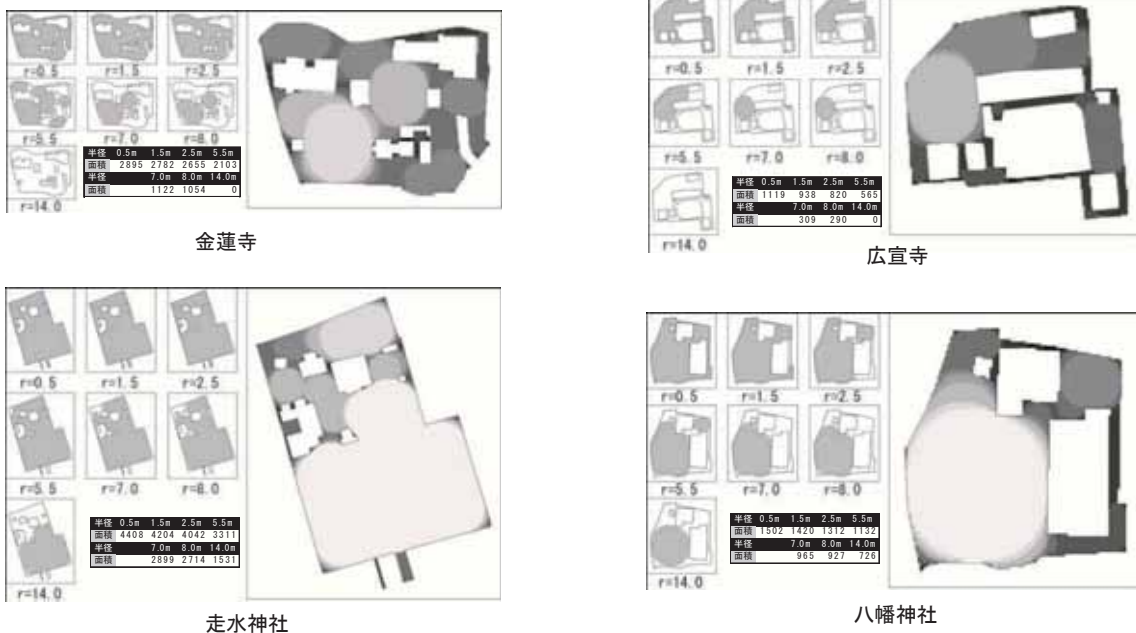 r=0.5 r=1.5 r=2.5
r=5.5 r=7.0 r=8.0
半径 0.5m 1.5m 2.5m 5.5m
面積 2895 2782 2655 2103
半径 7.0m 8.0m 14.0m
面積 1122 1054 0
r=14.0
金蓮寺
r=0.5 r=1.5 r=2.5
r=5.5 r=7.0 r=8.0
半径 0.5m 1.5m 2.5m 5.5m
面積 1119 938 820 565
半径 7.0m 8.0m 14.0m
面積 309 290 0
r=14.0
広宣寺
r=0.5 r=1.5 r=2.5
r=5.5 r=7.0 r=8.0
半径 0.5m 1.5m 2.5m 5.5m
面積 4408 4204 4042 3311
半径 7.0m 8.0m 14.0m
面積 2899 2714 1531
r=14.0
走水神社
r=0.5 r=1.5 r=2.5
r=5.5 r=7.0 r=8.0
半径 0.5m 1.5m 2.5m 5.5m
面積 1502 1420 1312 1132
半径 7.0m 8.0m 14.0m
面積 965 927 726
r=14.0
八幡神社